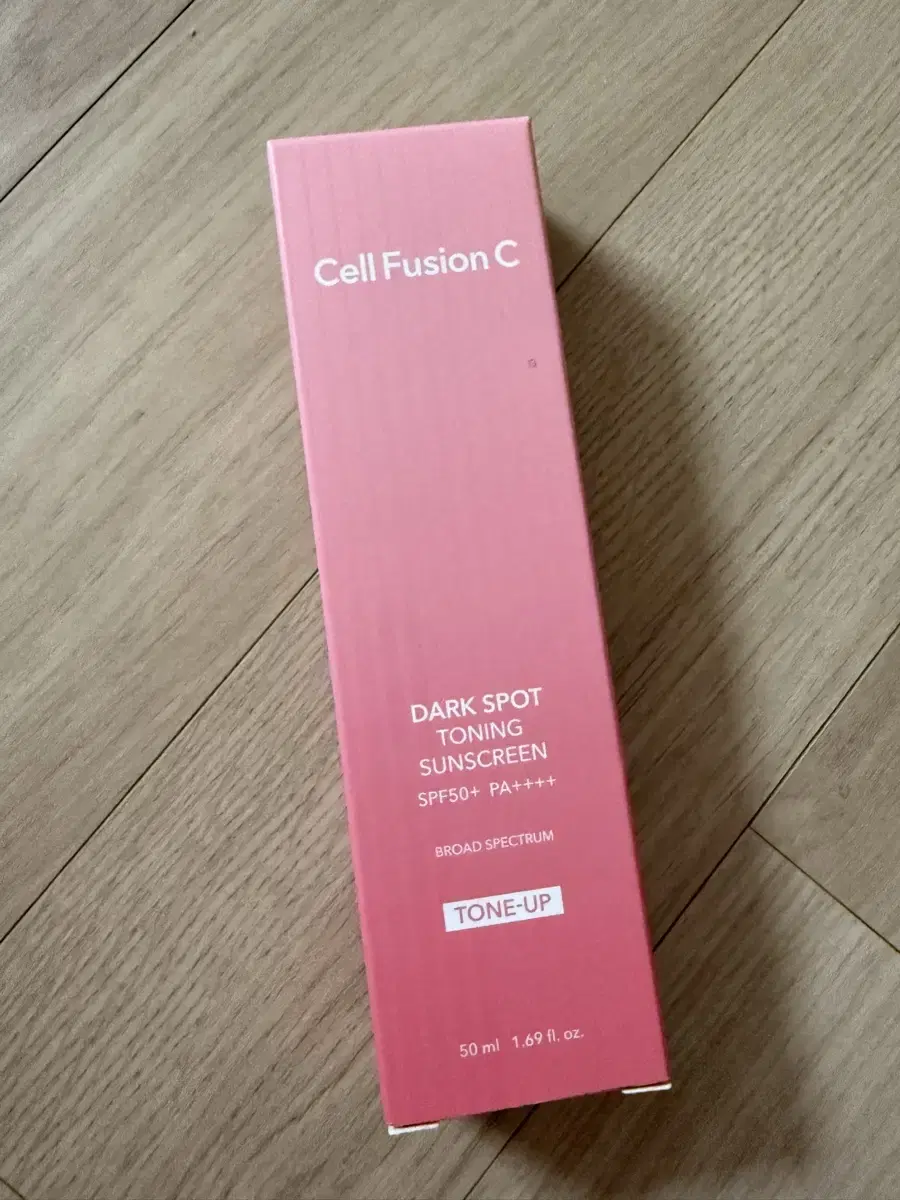 Cell Fusion C
DARK SPOT
TONING
SUNSCREEN
SPF50+ PA++++
BROAD SPECTRUM
TONE-UP
50 ml 1.69 fl. oz.